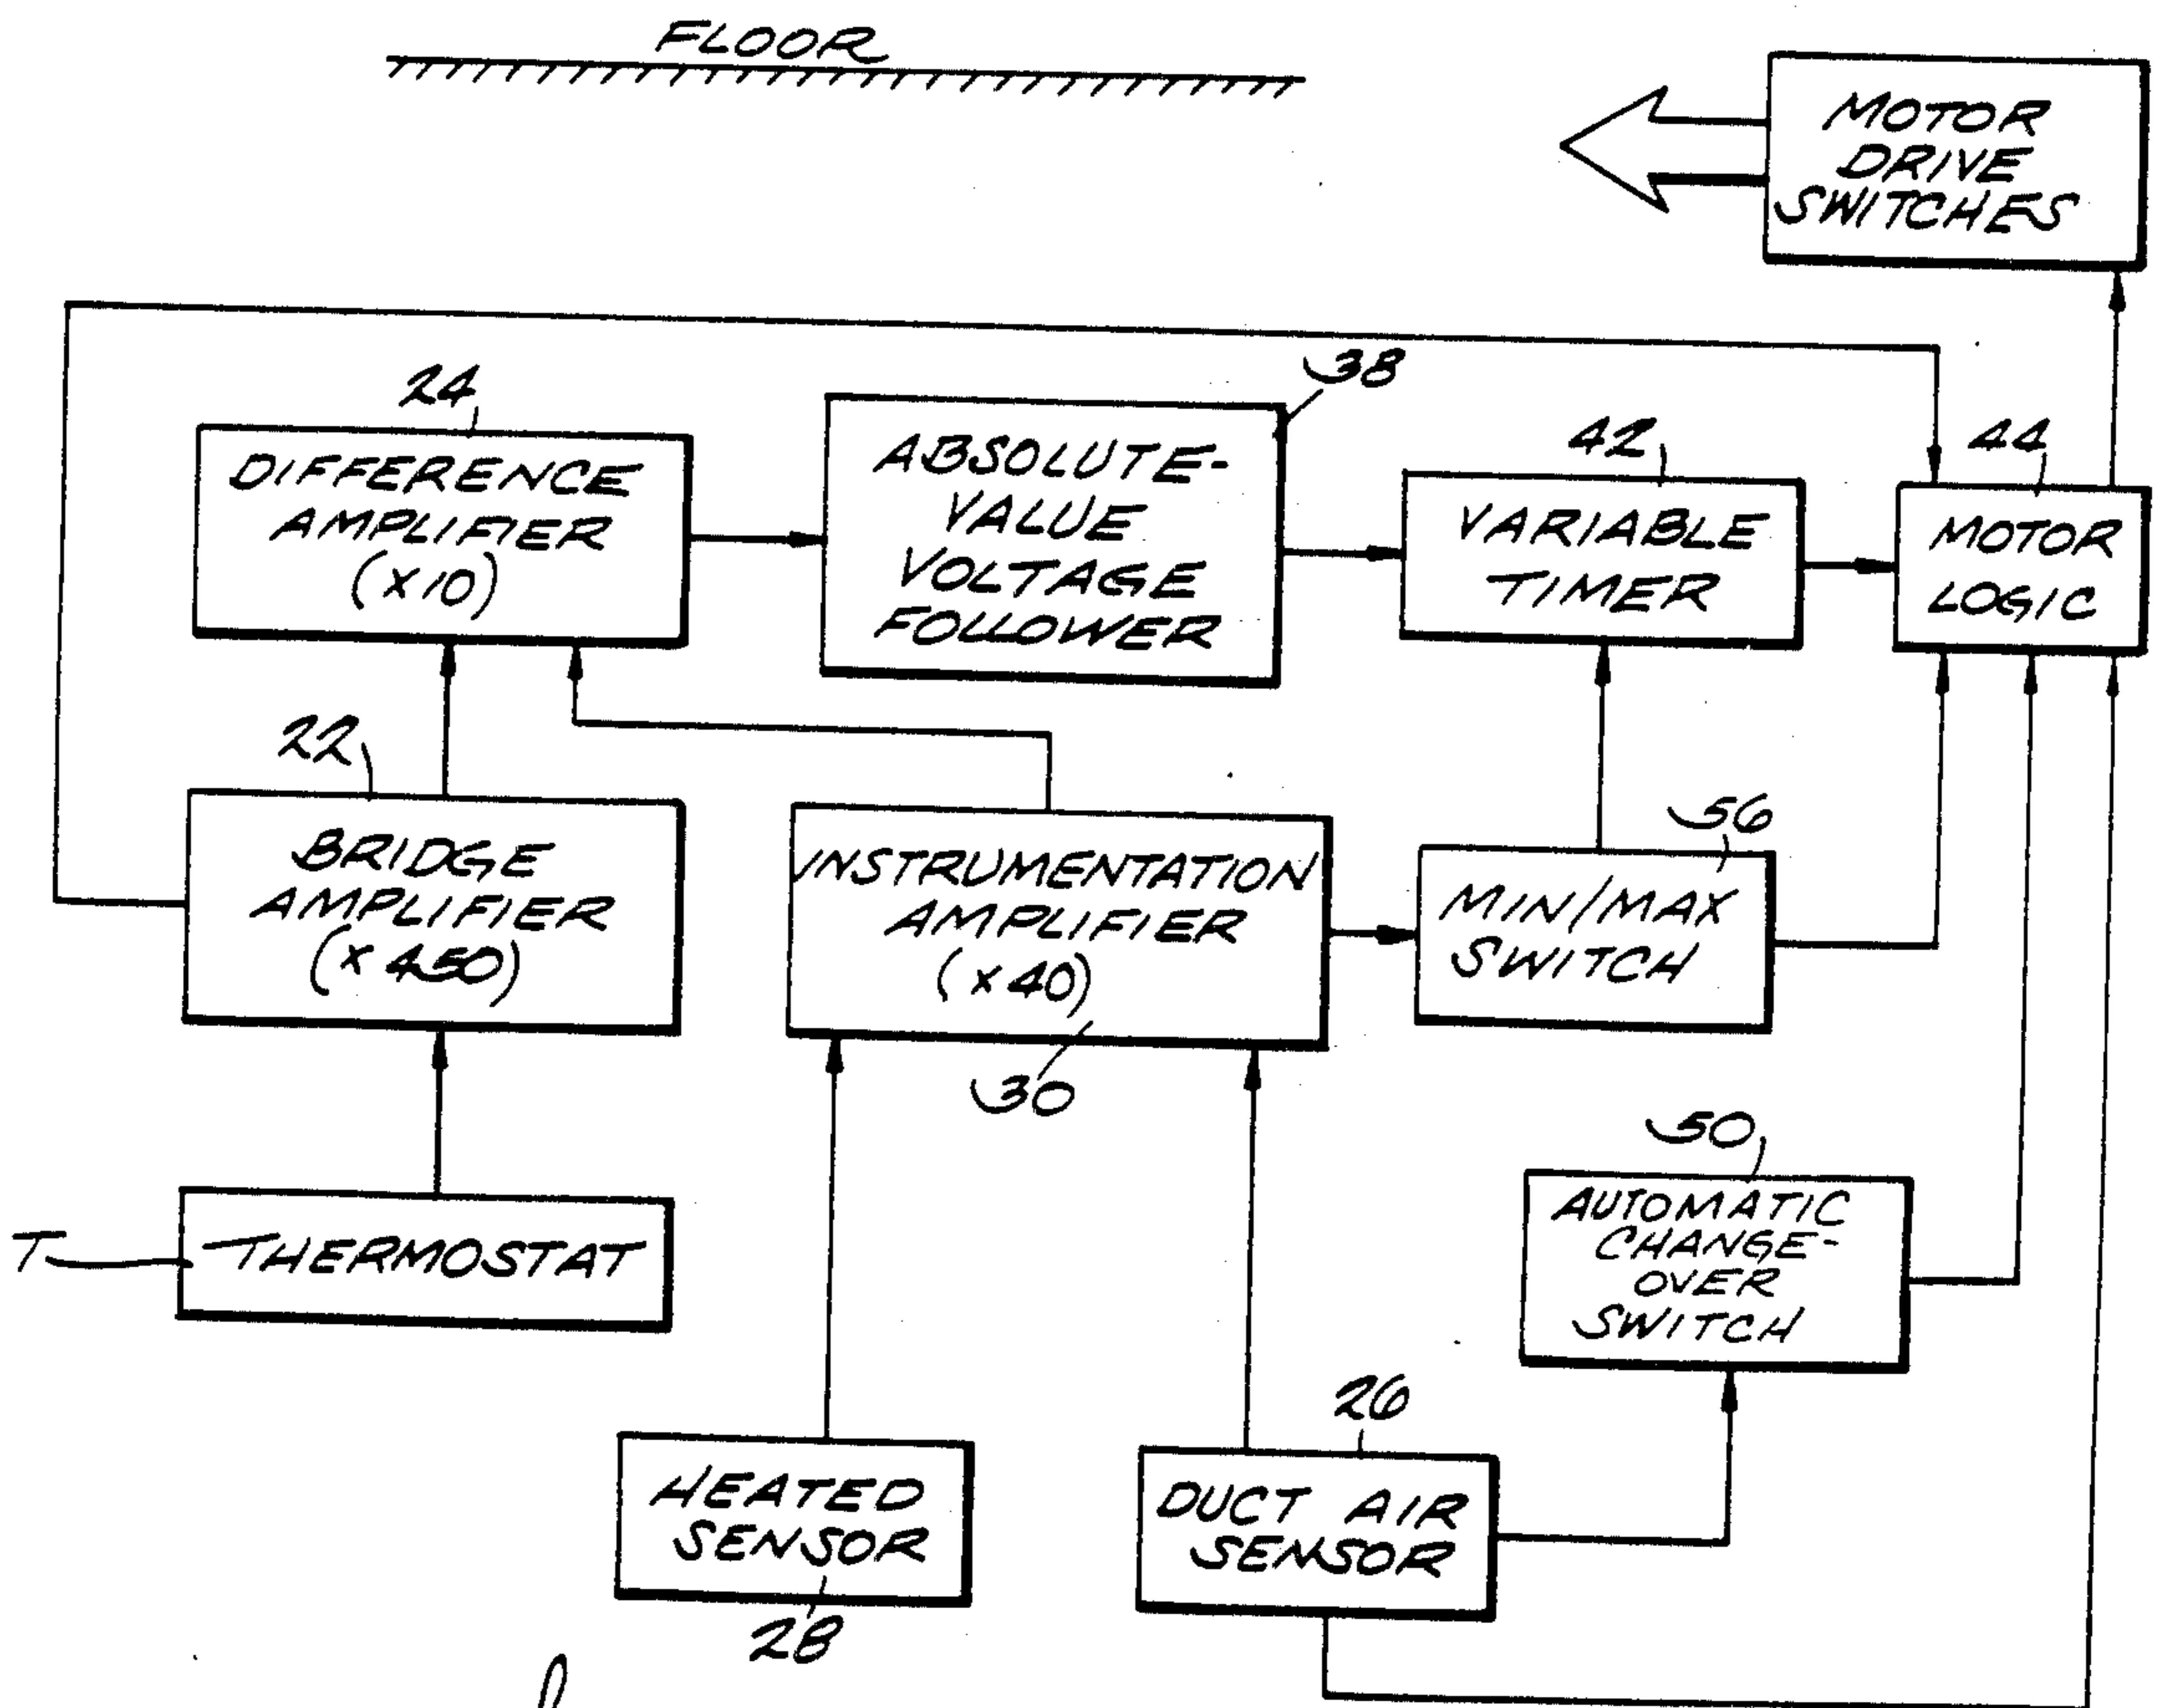 FLOOR
MOTOR
DRIVE
SWITCHES
24
38
42
44
DIFFERENCE
AMPLIFIER
(x10)
ABSOLUTE-
VALUE
VOLTAGE
FOLLOWER
VARIABLE
TIMER
MOTOR
LOGIC
22
56
BRIDGE
AMPLIFIER
(x450)
INSTRUMENTATION
AMPLIFIER
(x40)
30
MIN/MAX
SWITCH
50
T
THERMOSTAT
AUTOMATIC
CHANGE-
OVER
SWITCH
26
HEATED
SENSOR
28
DUCT AIR
SENSOR